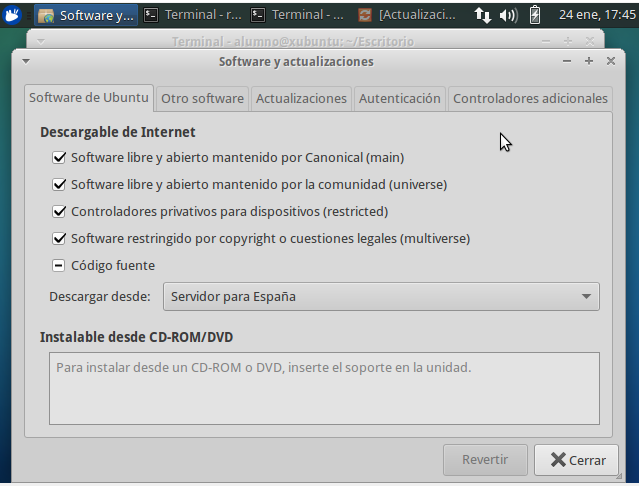 Software y... Terminal - r... Terminal - ... [Actualizaci... 24 ene, 17:45
Terminal - alumno@xubuntu: ~/Escritorio
Software y actualizaciones
Software de Ubuntu Otro software Actualizaciones Autenticación Controladores adicionales
Descargable de Internet
Software libre y abierto mantenido por Canonical (main)
Software libre y abierto mantenido por la comunidad (universe)
Controladores privativos para dispositivos (restricted)
Software restringido por copyright o cuestiones legales (multiverse)
Código fuente
Descargar desde: Servidor para España
Instalable desde CD-ROM/DVD
Para instalar desde un CD-ROM o DVD, inserte el soporte en la unidad.
Revertir Cerrar